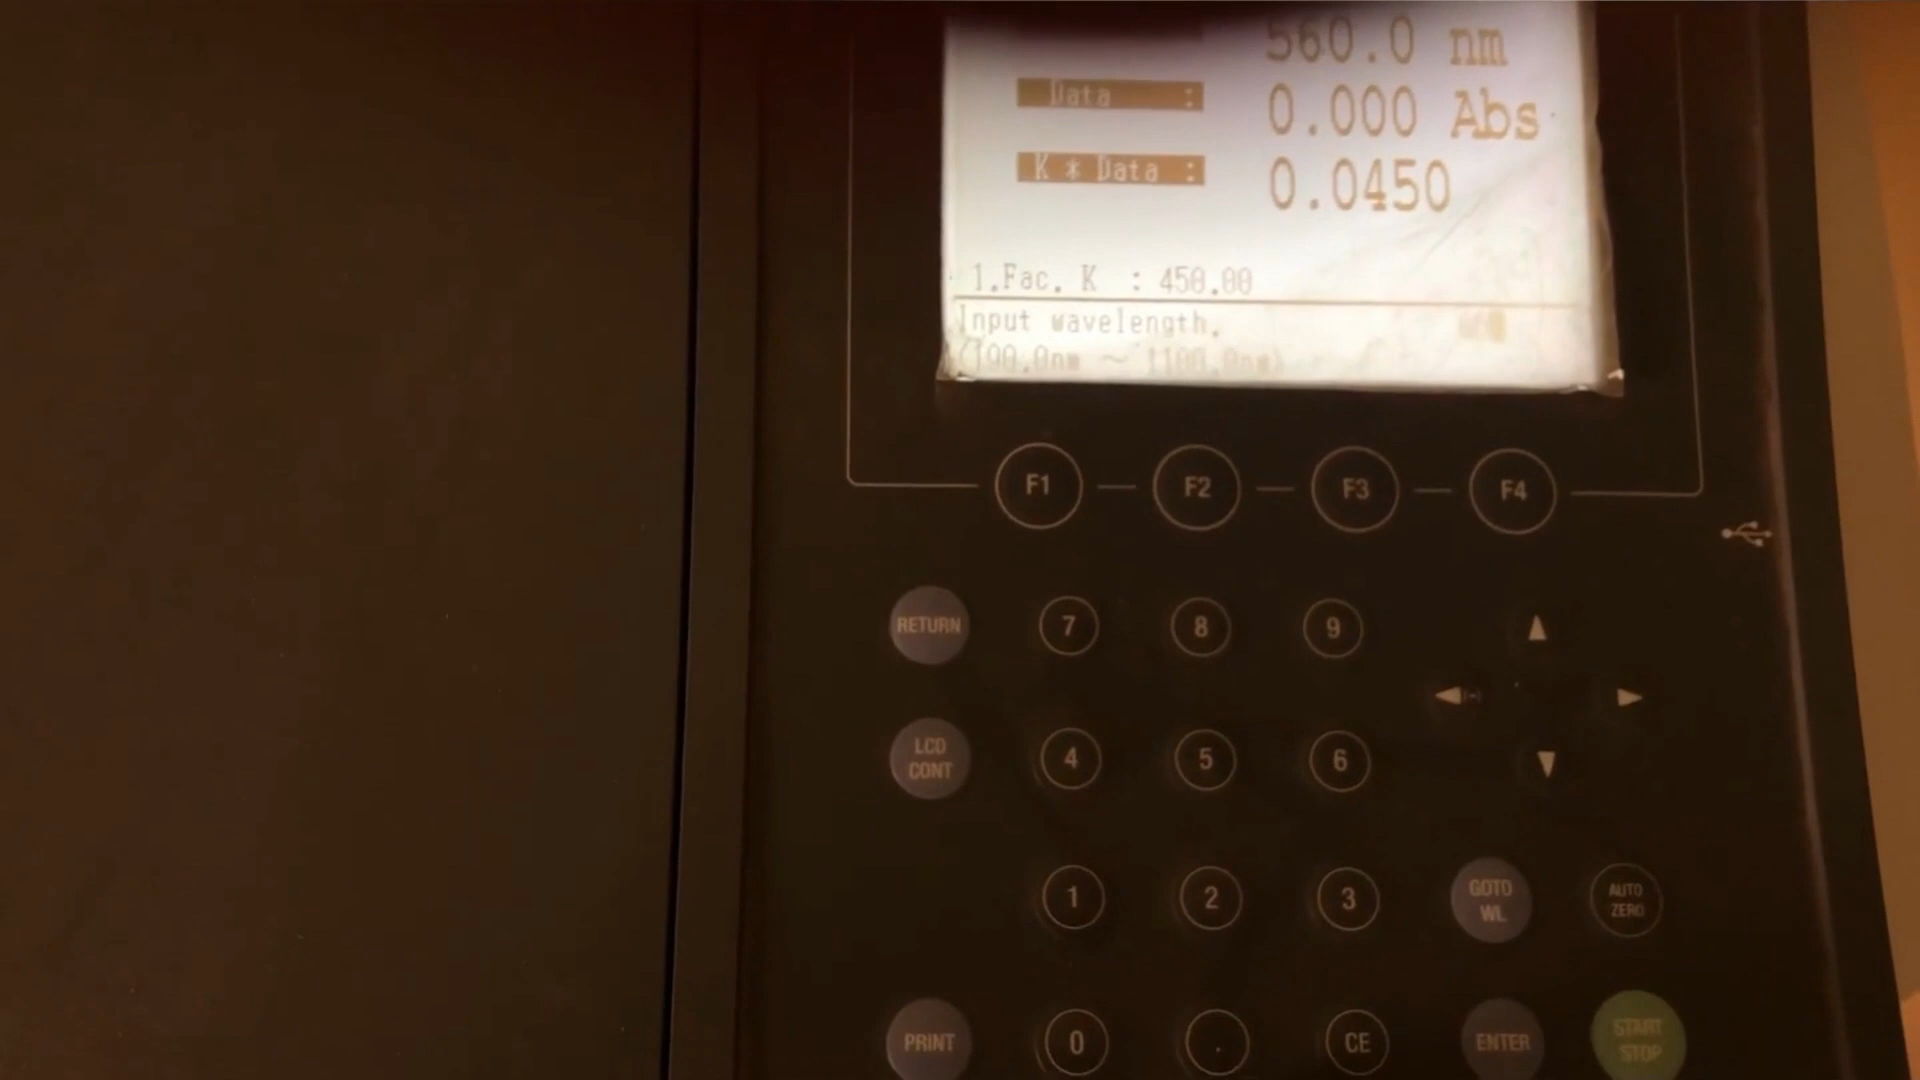 560.0 nm
Data : 0.000 Abs
K * Data : 0.0450
1.Fac. K : 450.00
Input wavelength.
(190.0nm ~ 1100.0nm)
F1 F2 F3 F4
RETURN 7 8 9
LCD CONT 4 5 6
1 2 3 GOTO WL AUTO ZERO
PRINT 0 . CE ENTER START STOP